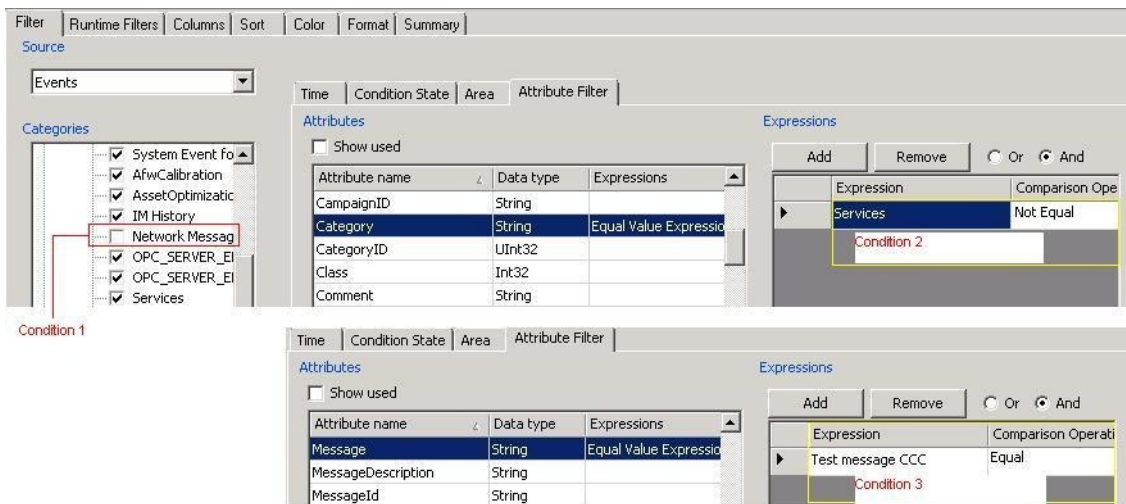 Filter Runtime Filters Columns Sort Color Format Summary
Source
Events
Categories
System Event fo
AfwCalibration
AssetOptimizatic
IM History
Network Messag
OPC_SERVER_E
OPC_SERVER_E
Services
Condition 1
Time Condition State Area Attribute Filter
Attributes
Show used
Attribute name Data type Expressions
CampaignID String
Category String Equal Value Expressio
CategoryID UInt32
Class Int32
Comment String
Expressions
Add Remove Or And
Expression Comparison Ope
Services Not Equal
Condition 2
Time Condition State Area Attribute Filter
Attributes
Show used
Attribute name Data type Expressions
Message String Equal Value Expressio
MessageDescription String
MessageId String
Expressions
Add Remove Or And
Expression Comparison Operati
Test message CCC Equal
Condition 3